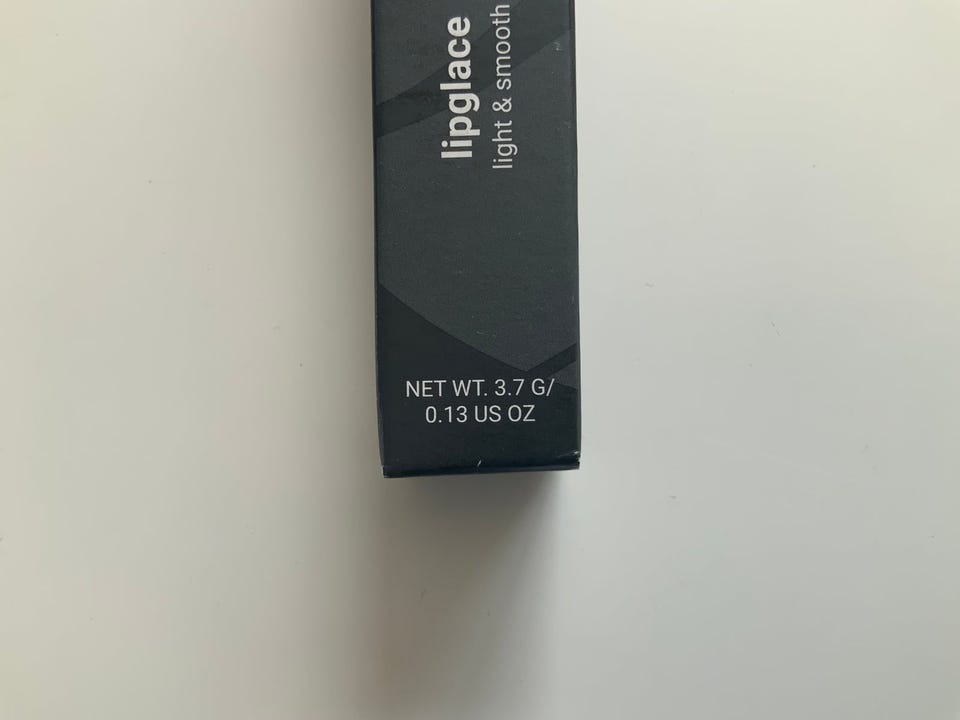 lipglace
light & smooth
NET WT. 3.7 G/
0.13 US OZ